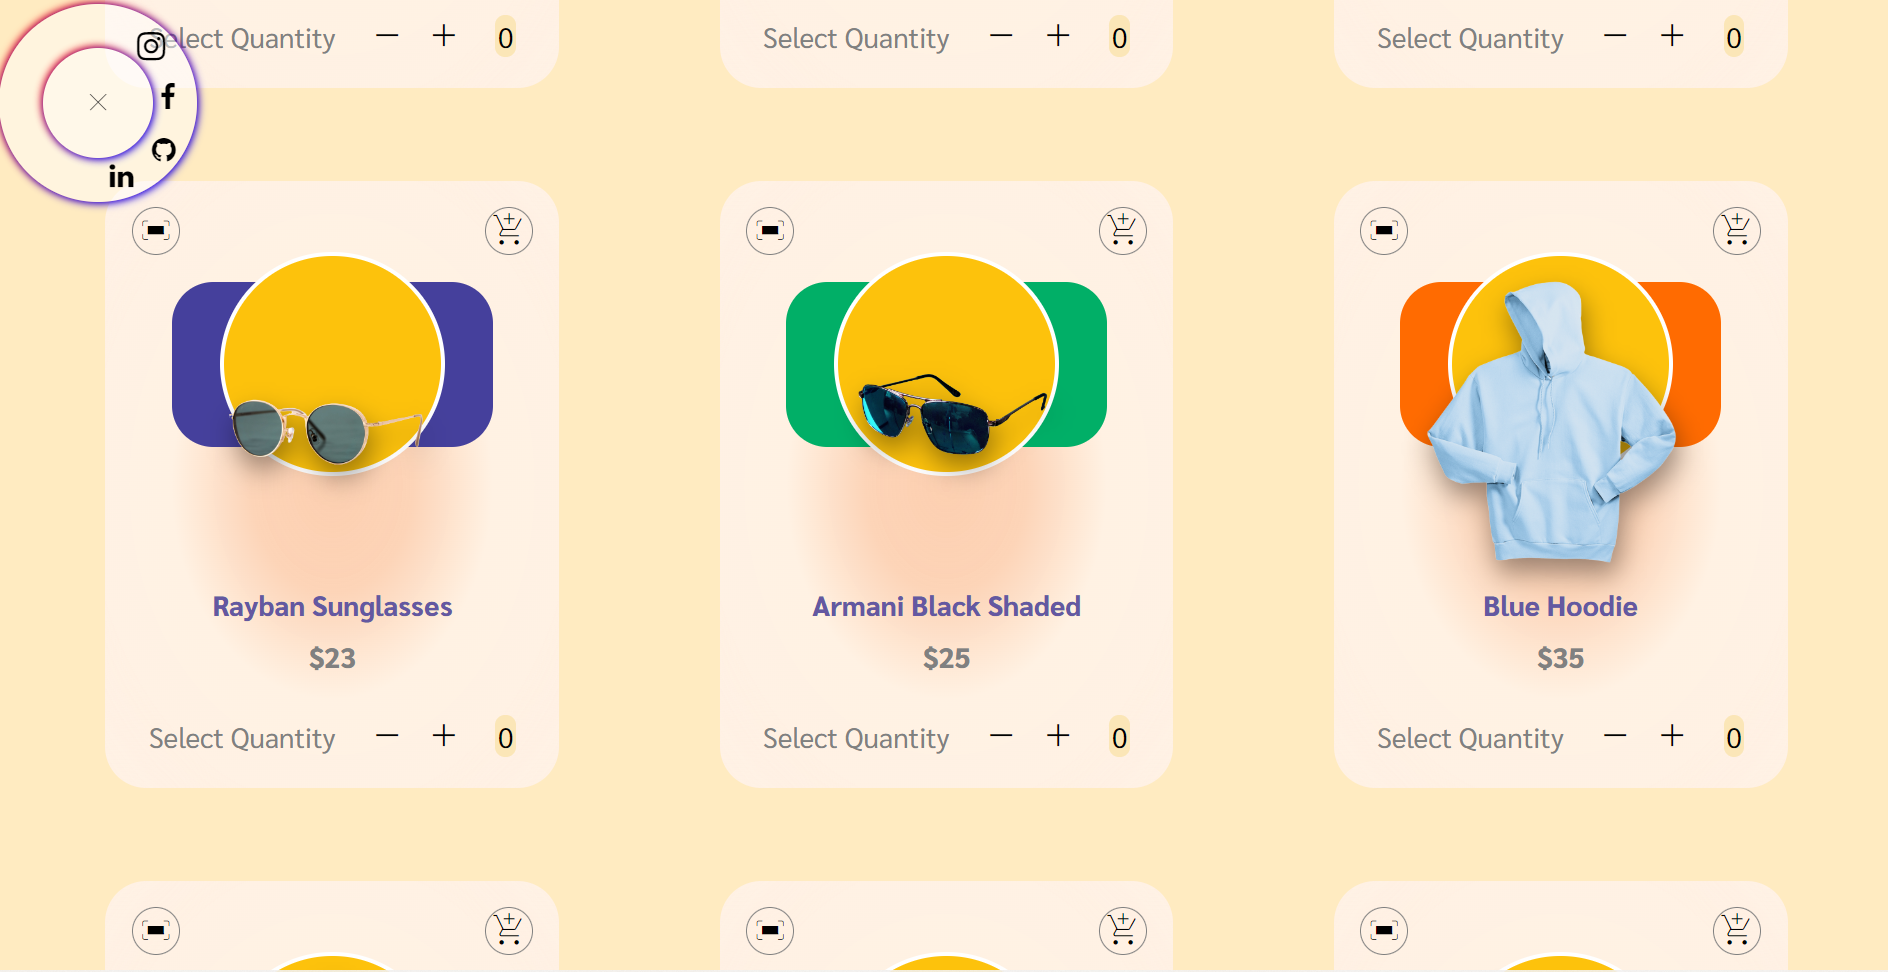 Select Quantity − + 0
Select Quantity − + 0
Select Quantity − + 0
in
Rayban Sunglasses
$23
Select Quantity − + 0
Armani Black Shaded
$25
Select Quantity − + 0
Blue Hoodie
$35
Select Quantity − + 0